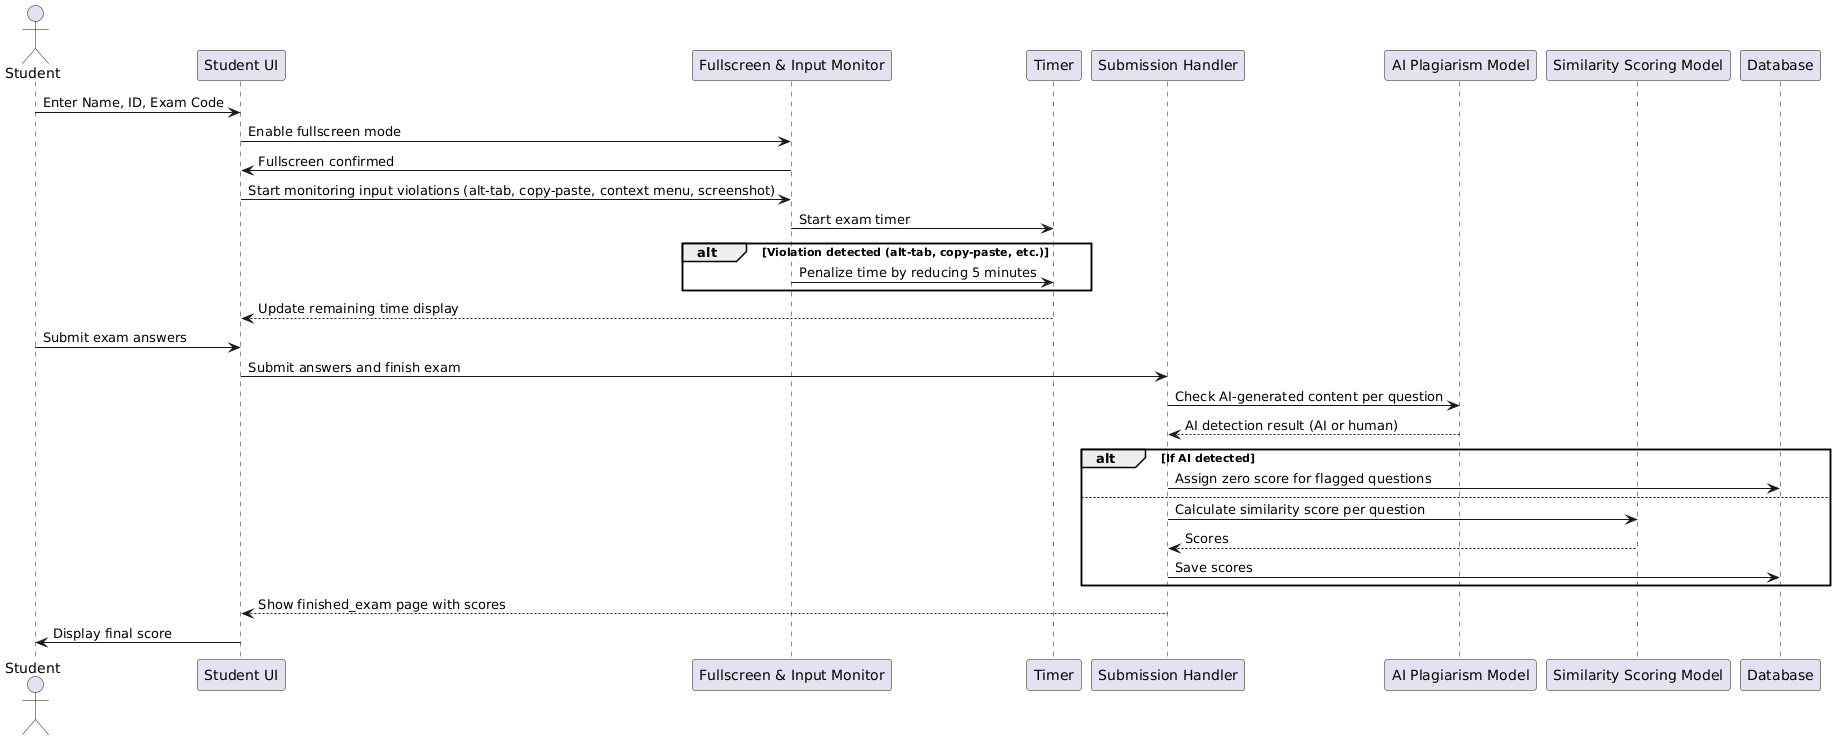 Student
Student UI
Fullscreen & Input Monitor
Timer
Submission Handler
AI Plagiarism Model
Similarity Scoring Model
Database
Enter Name, ID, Exam Code
Enable fullscreen mode
Fullscreen confirmed
Start monitoring input violations (alt-tab, copy-paste, context menu, screenshot)
Start exam timer
alt [Violation detected (alt-tab, copy-paste, etc.)]
Penalize time by reducing 5 minutes
Update remaining time display
Submit exam answers
Submit answers and finish exam
Check AI-generated content per question
AI detection result (AI or human)
alt [If AI detected]
Assign zero score for flagged questions
Calculate similarity score per question
Scores
Save scores
Show finished_exam page with scores
Display final score
Student
Student UI
Fullscreen & Input Monitor
Timer
Submission Handler
AI Plagiarism Model
Similarity Scoring Model
Database